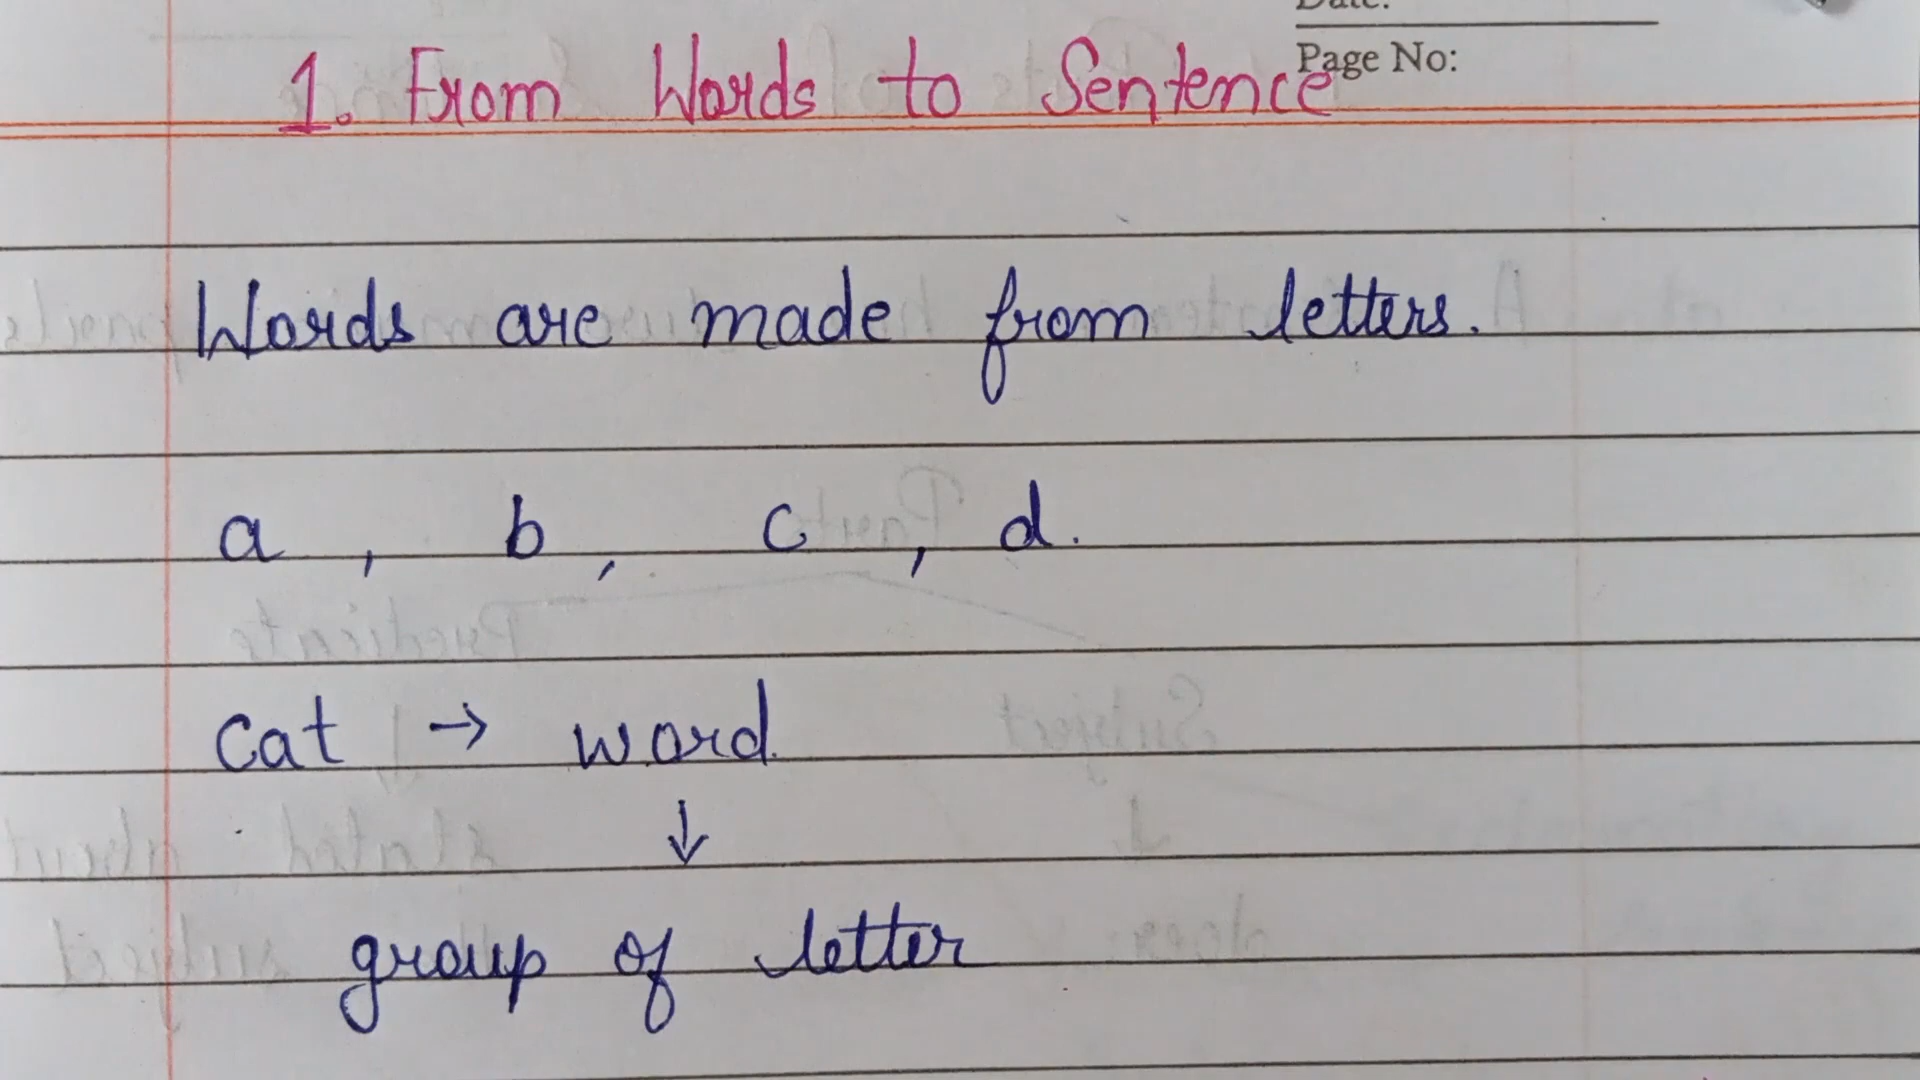 Page No:
1. From Words to Sentence
Words are made from letters.
a , b , c , d.
cat → word
↓
group of letter